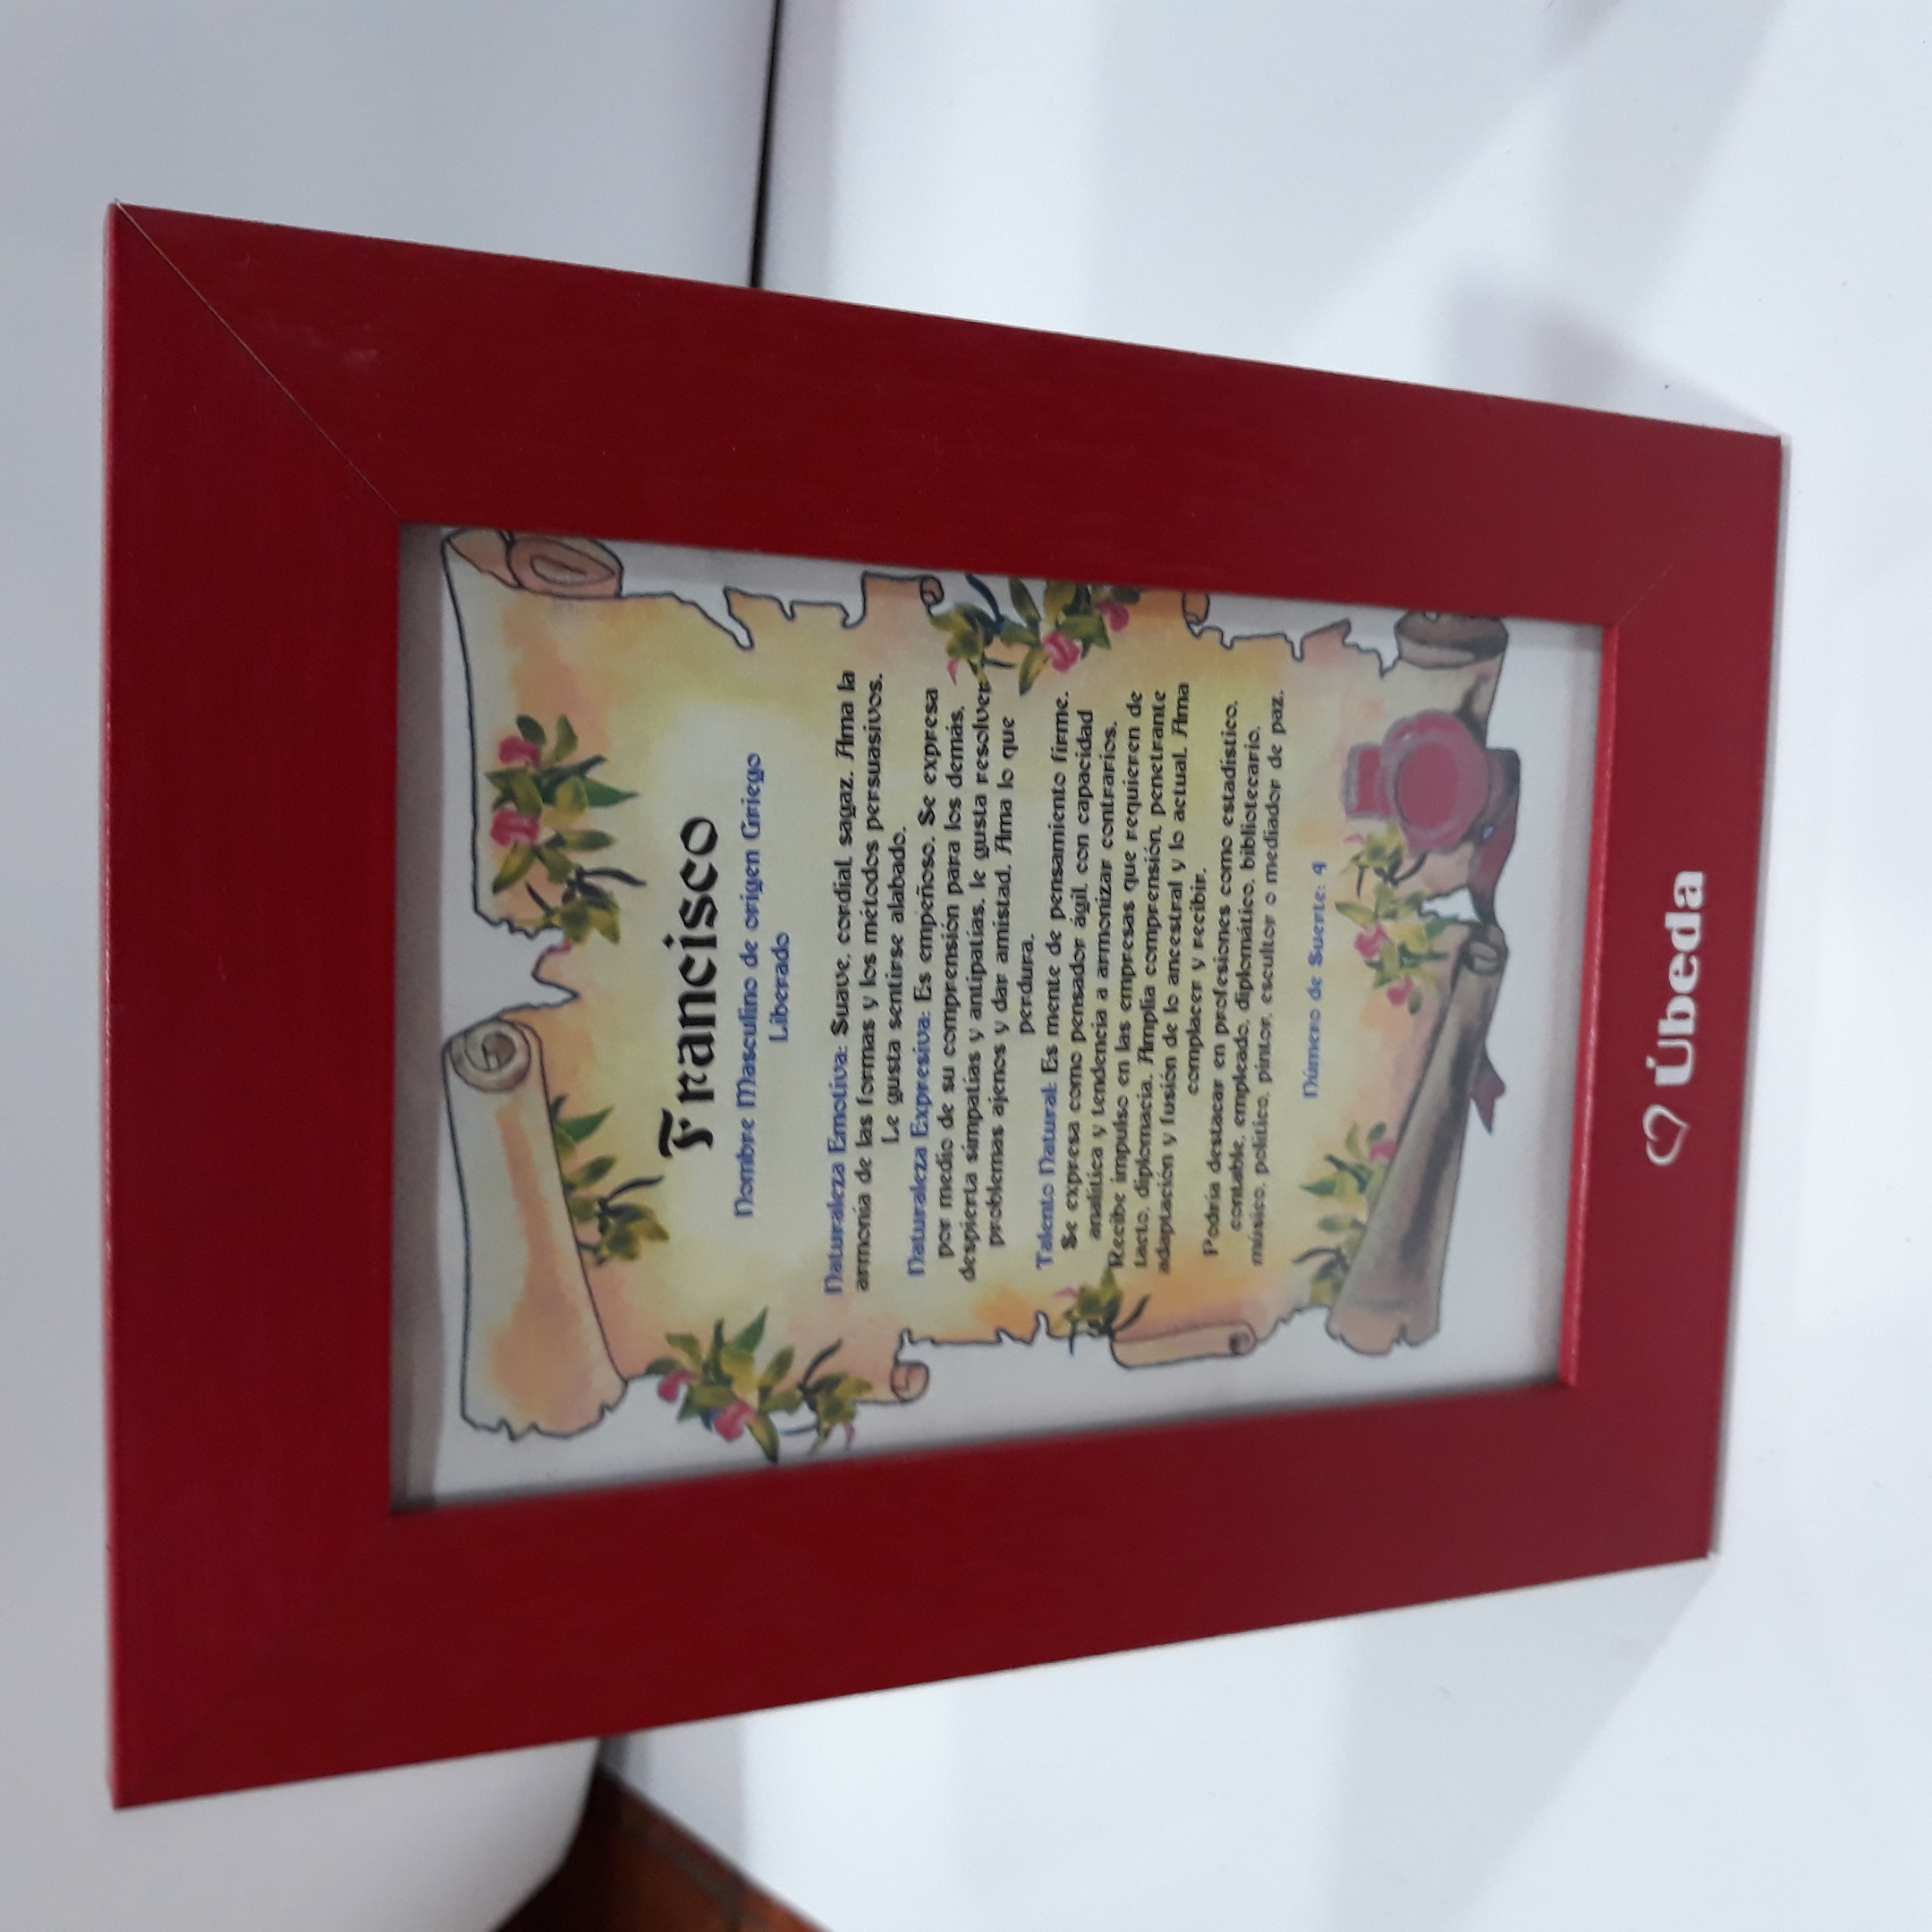 Francisco
Nombre Masculino de origen Griego
Liberado
Naturaleza Emotiva: Suave, cordial, sagaz. Ama la
armonía de las formas y los métodos persuasivos.
Le gusta sentirse alabado.
Naturaleza Expresiva: Es empeñoso. Se expresa
por medio de su comprensión para los demás,
despierta simpatías y antipatías, le gusta resolver
problemas ajenos y dar amistad. Ama lo que
perdura.
Talento Natural: Es mente de pensamiento firme.
Se expresa como pensador ágil, con capacidad
analítica y tendencia a armonizar contrarios.
Recibe impulso en las empresas que requieren de
tacto, diplomacia. Amplia comprensión, penetrante
adaptación y fusión de lo ancestral y lo actual. Ama
complacer y recibir.
Podría destacar en profesiones como estadístico,
contable, empleado, diplomático, bibliotecario,
músico, político, pintor, escultor o mediador de paz.
Número de Suerte: 4
Úbeda